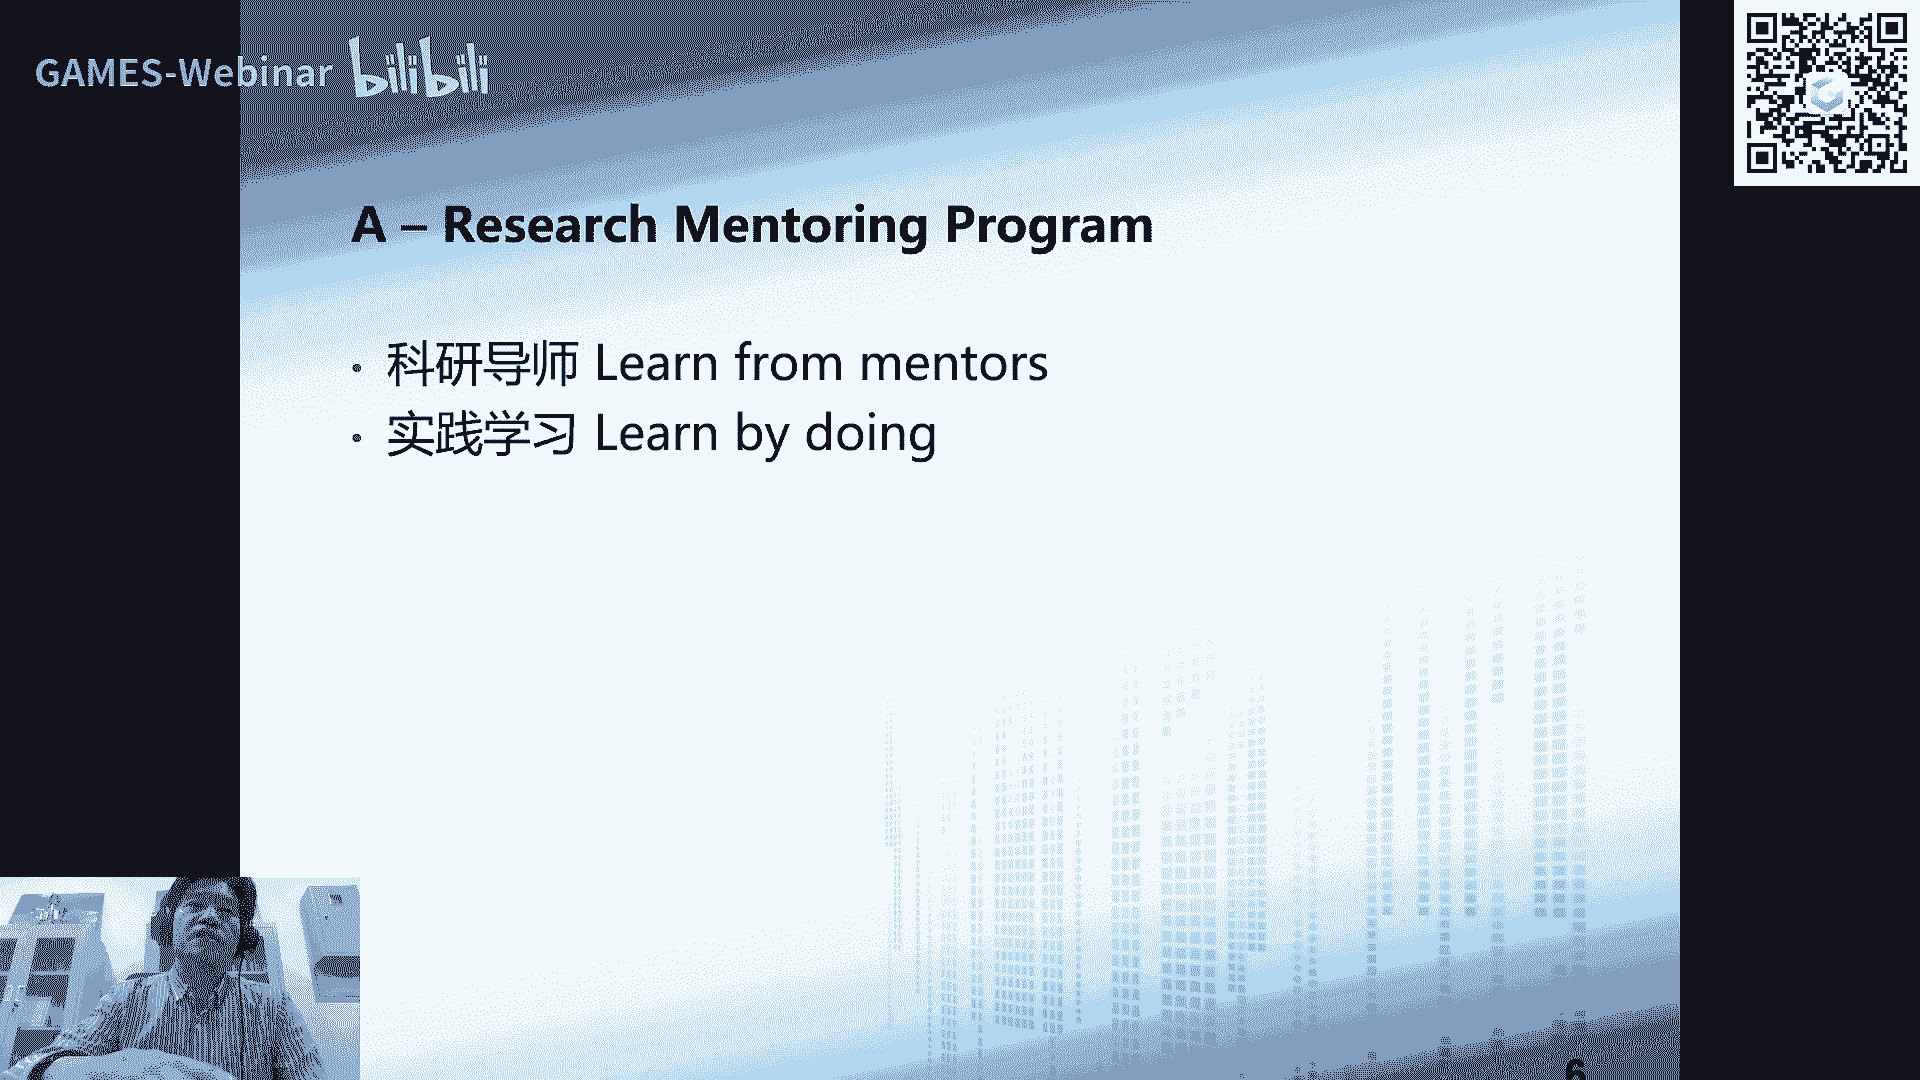 GAMES-Webinar bilibili
A – Research Mentoring Program
• 科研导师 Learn from mentors
• 实践学习 Learn by doing
6